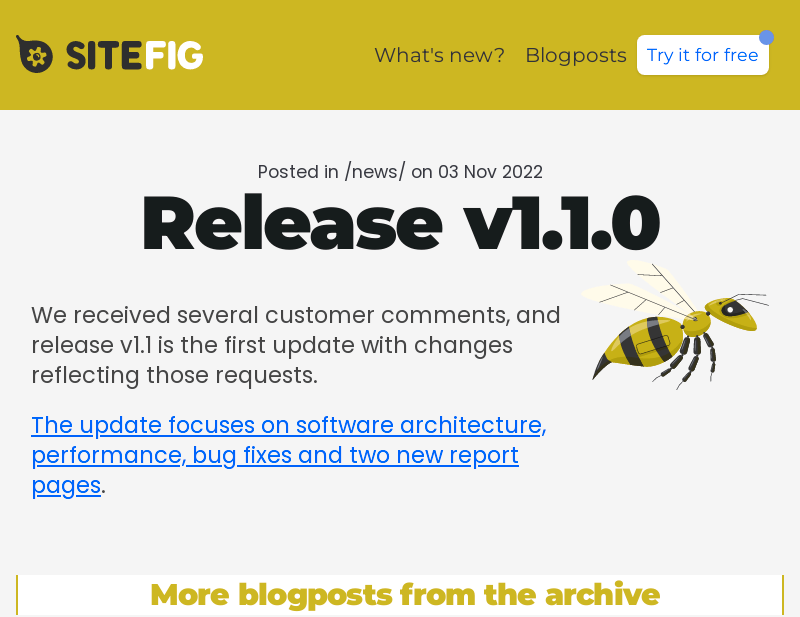 SITEFIG
What's new?
Blogposts
Try it for free
Posted in /news/ on 03 Nov 2022
Release v1.1.0
We received several customer comments, and
release v1.1 is the first update with changes
reflecting those requests.
The update focuses on software architecture,
performance, bug fixes and two new report
pages.
More blogposts from the archive